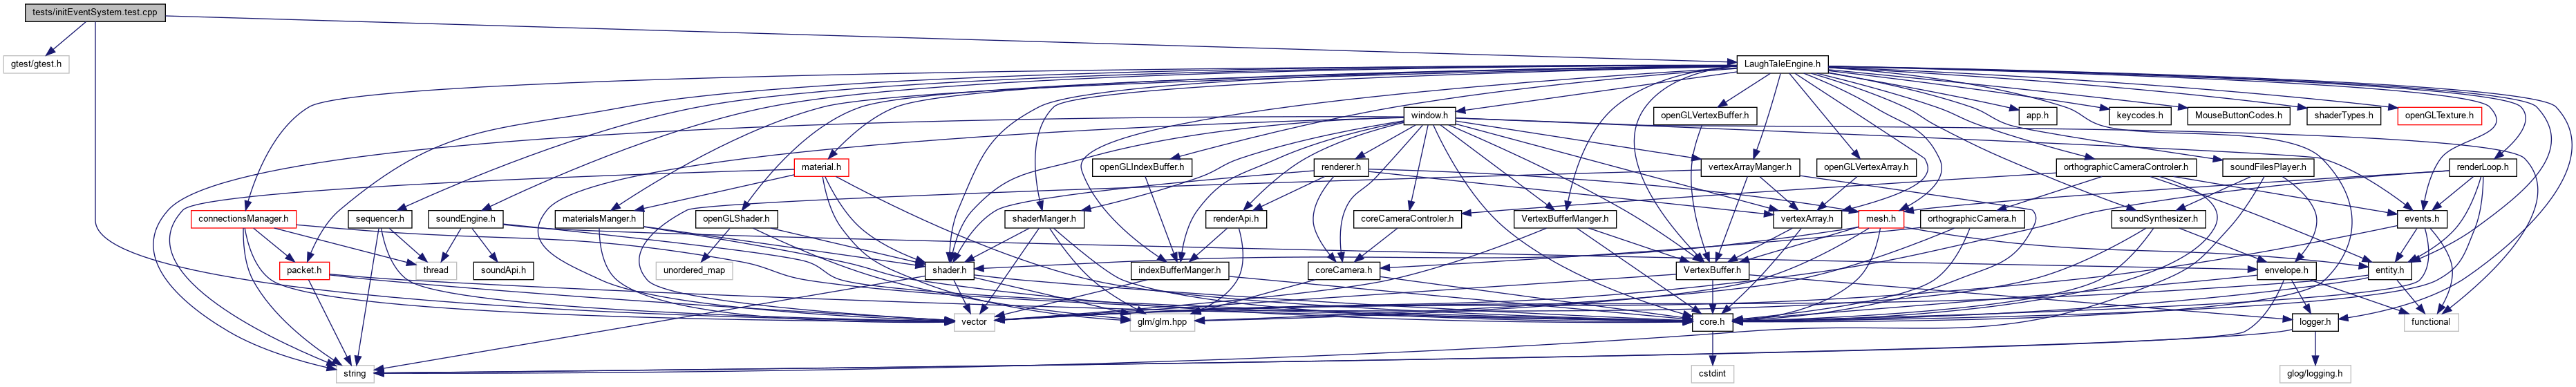 tests/initEventSystem.test.cpp
gtest/gtest.h
LaughTaleEngine.h
window.h
openGLVertexBuffer.h
app.h
keycodes.h
MouseButtonCodes.h
shaderTypes.h
openGLTexture.h
material.h
openGLIndexBuffer.h
renderer.h
vertexArrayManger.h
openGLVertexArray.h
orthographicCameraControler.h
soundFilesPlayer.h
renderLoop.h
connectionsManager.h
sequencer.h
soundEngine.h
materialsManger.h
openGLShader.h
shaderManger.h
renderApi.h
coreCameraControler.h
VertexBufferManger.h
vertexArray.h
mesh.h
orthographicCamera.h
soundSynthesizer.h
events.h
packet.h
thread
soundApi.h
unordered_map
shader.h
indexBufferManger.h
coreCamera.h
VertexBuffer.h
envelope.h
entity.h
vector
glm/glm.hpp
core.h
logger.h
functional
string
cstdint
glog/logging.h